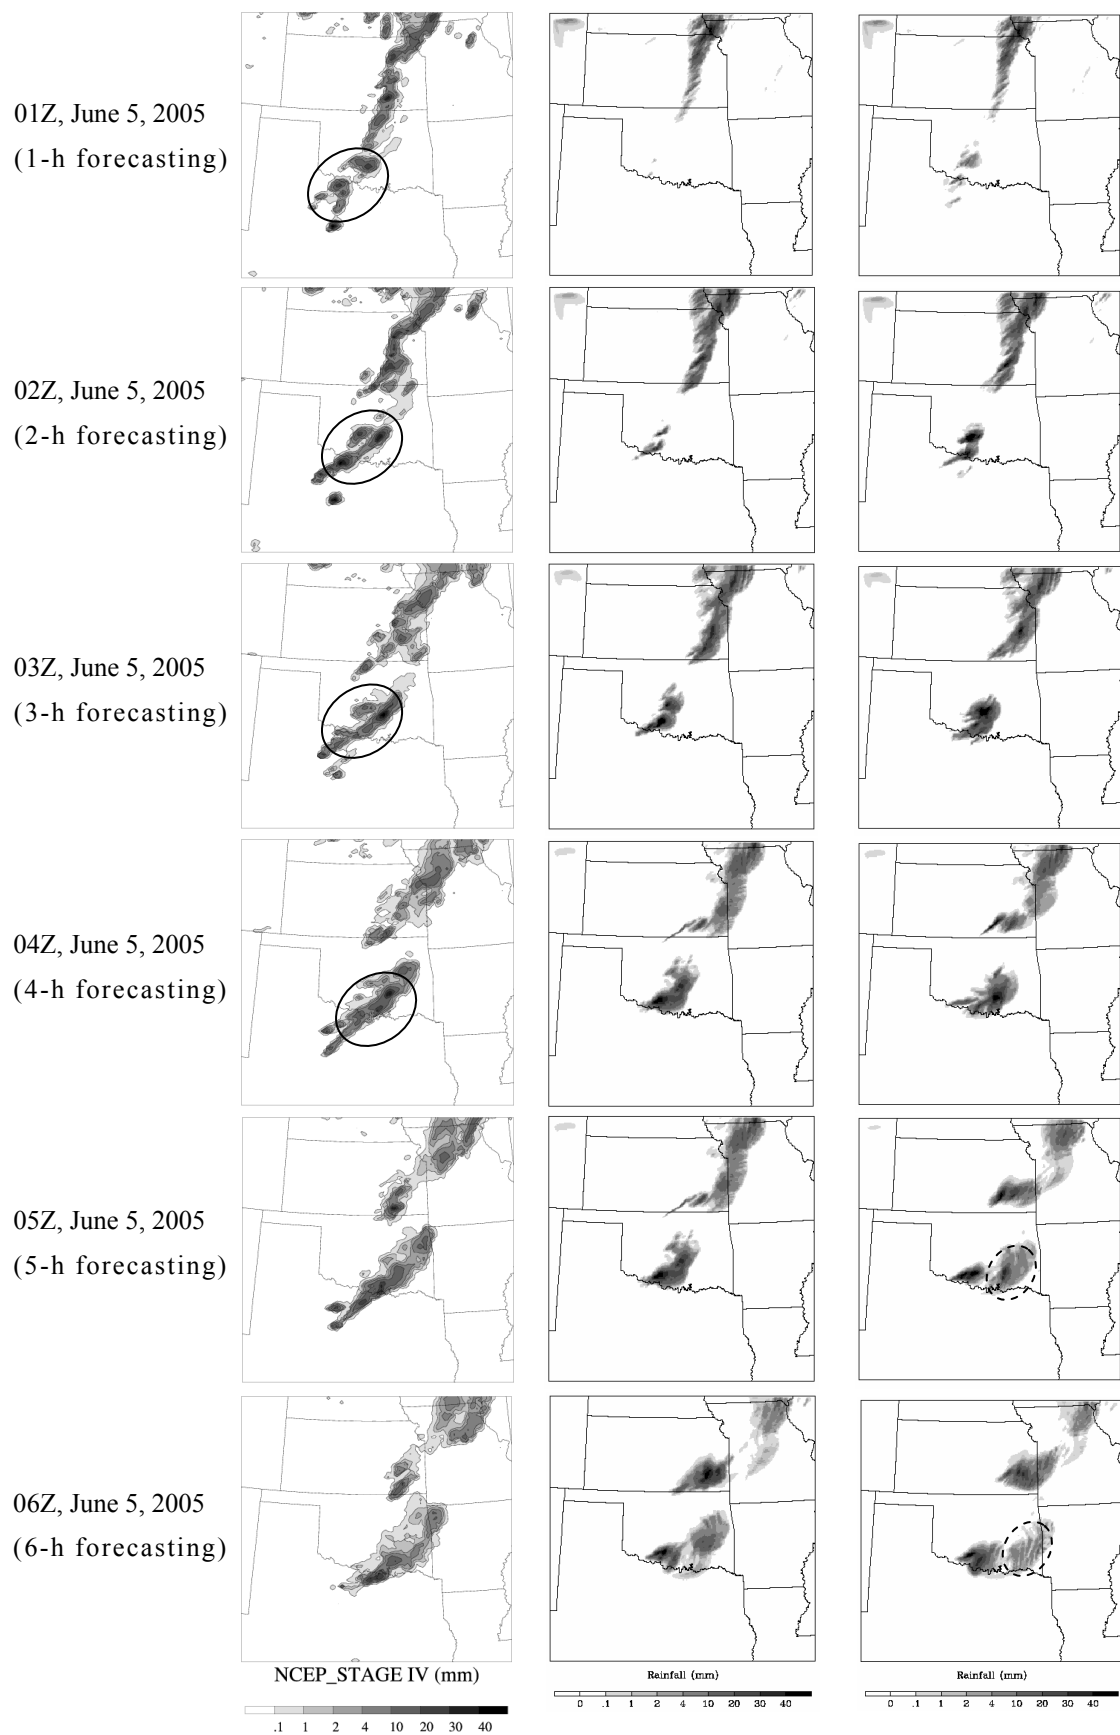 01Z, June 5, 2005
(1-h forecasting)
02Z, June 5, 2005
(2-h forecasting)
03Z, June 5, 2005
(3-h forecasting)
04Z, June 5, 2005
(4-h forecasting)
05Z, June 5, 2005
(5-h forecasting)
06Z, June 5, 2005
(6-h forecasting)
NCEP_STAGE IV (mm)
.1 1 2 4 10 20 30 40
Rainfall (mm)
0 .1 1 2 4 10 20 30 40
Rainfall (mm)
0 .1 1 2 4 10 20 30 40